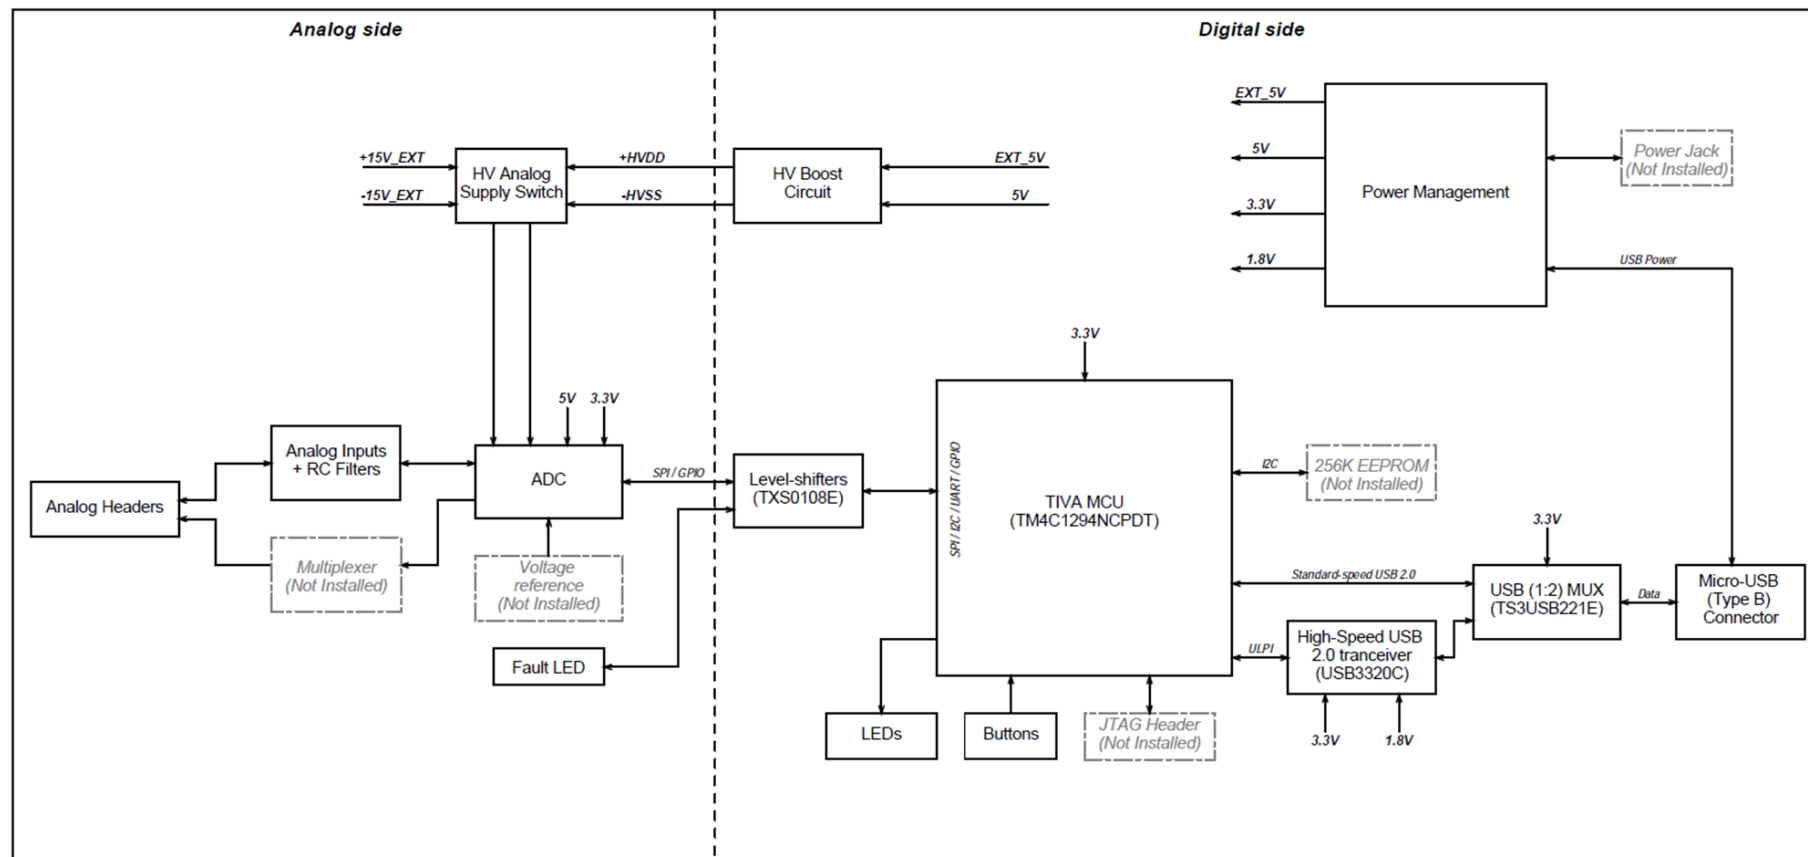 Analog side
Digital side
EXT_5V
5V
3.3V
1.8V
Power Management
Power Jack
(Not Installed)
USB Power
+15V_EXT
-15V_EXT
HV Analog
Supply Switch
+HVDD
-HVSS
HV Boost
Circuit
EXT_5V
5V
3.3V
5V
3.3V
Analog Headers
Analog Inputs
+ RC Filters
Multiplexer
(Not Installed)
ADC
Voltage
reference
(Not Installed)
SPI / GPIO
Level-shifters
(TXS0108E)
Fault LED
SPI / I2C / UART / GPIO
TIVA MCU
(TM4C1294NCPDT)
I2C
256K EEPROM
(Not Installed)
Standard-speed USB 2.0
ULPI
3.3V
USB (1:2) MUX
(TS3USB221E)
Data
Micro-USB
(Type B)
Connector
High-Speed USB
2.0 tranceiver
(USB3320C)
3.3V
1.8V
LEDs
Buttons
JTAG Header
(Not Installed)